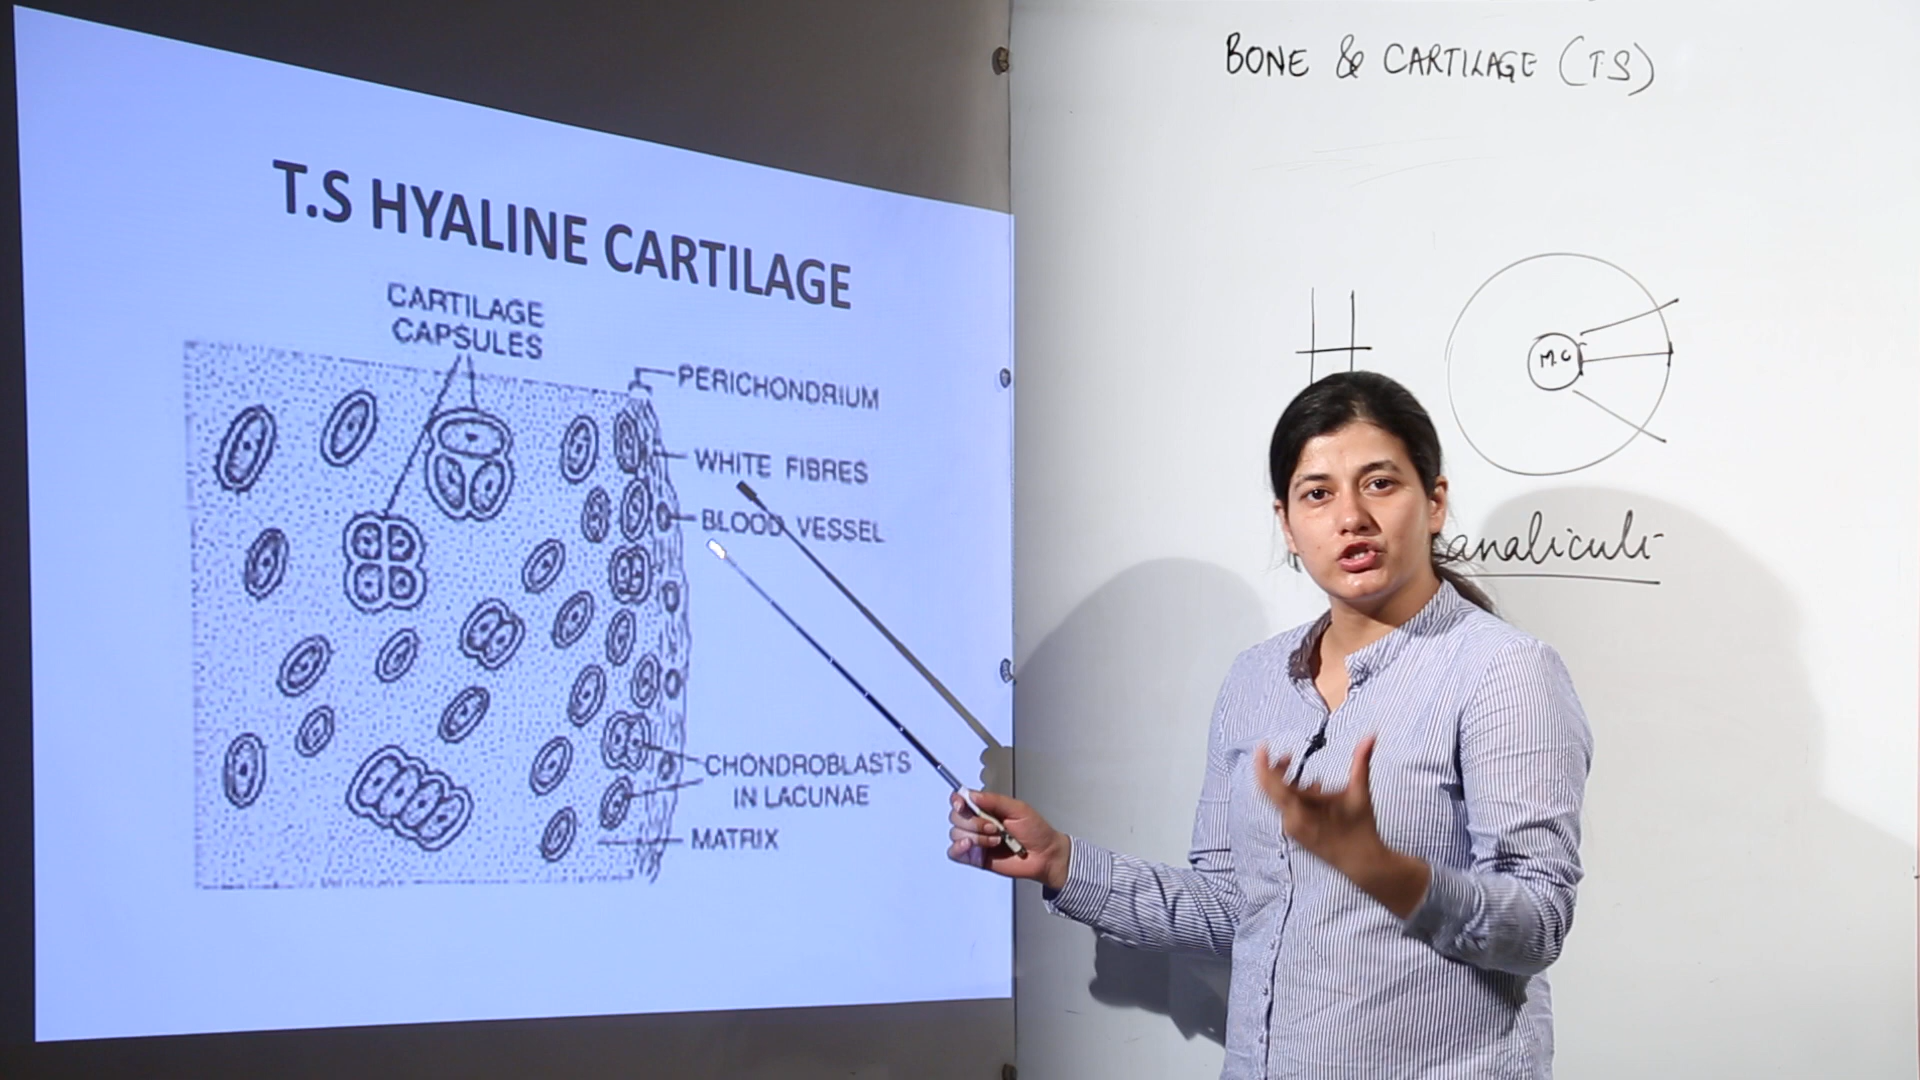 T.S HYALINE CARTILAGE
CARTILAGE
CAPSULES
PERICHONDRIUM
WHITE FIBRES
BLOOD VESSEL
CHONDROBLASTS
IN LACUNAE
MATRIX
BONE & CARTILAGE (T.S)
M.C